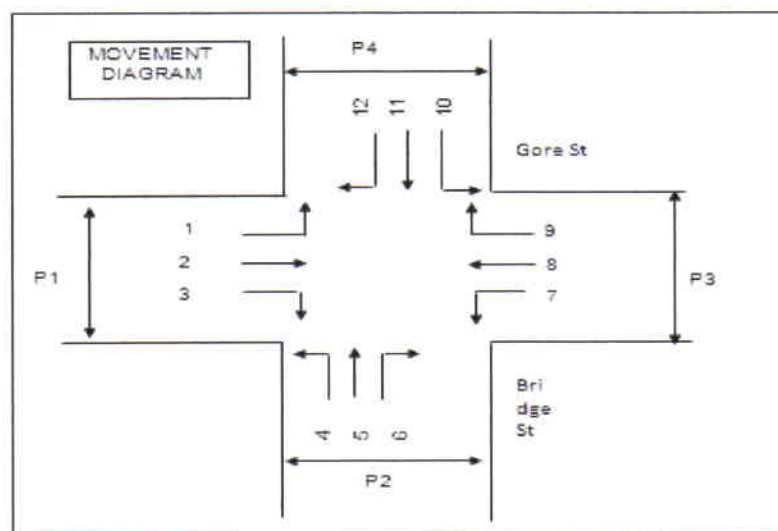 MOVEMENT
DIAGRAM
P4
12
11
10
Gore St
1
2
3
9
8
7
P1
P3
4
5
6
P2
Bri
dge
St